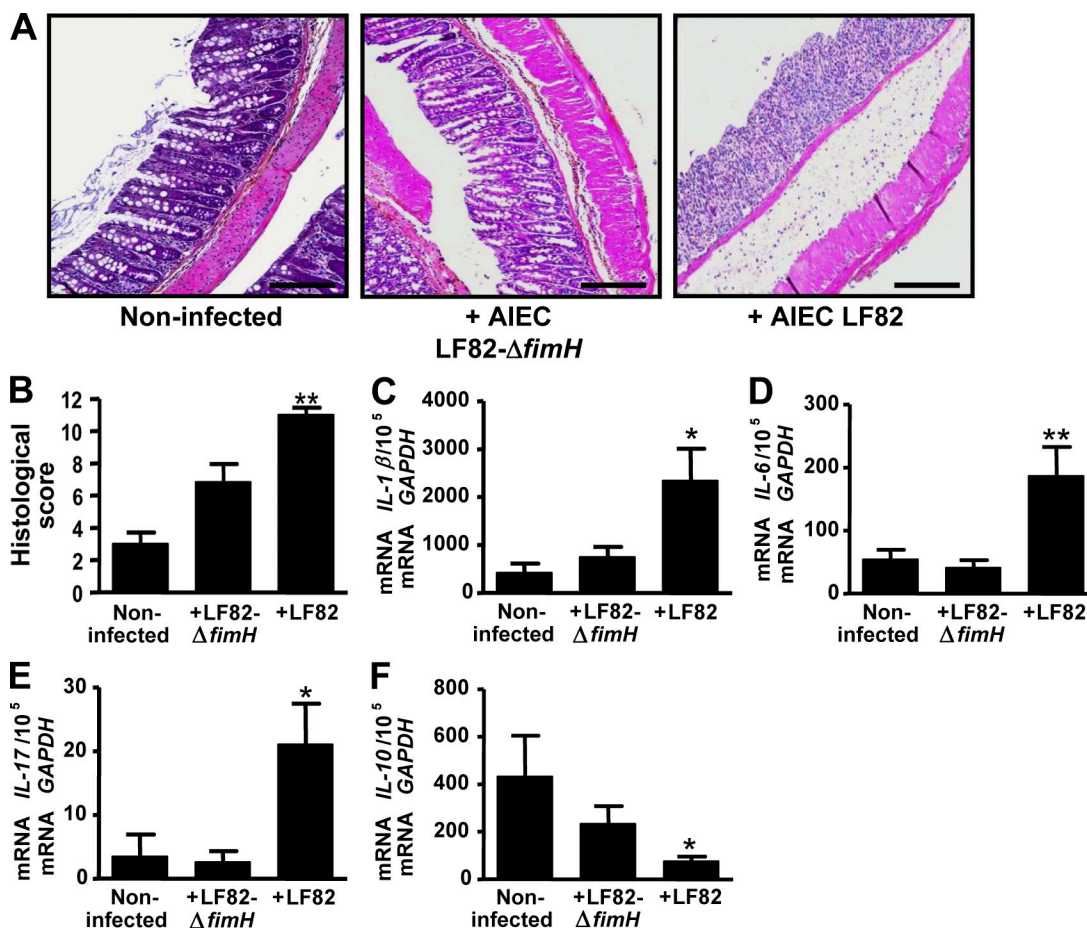 A
Non-infected
+ AIEC
LF82-ΔfimH
+ AIEC LF82
B
Histological
score
12
10
8
6
4
2
0
**
Non-
infected
+LF82-
ΔfimH
+LF82
C
mRNA IL-1β/10⁵
mRNA GAPDH
4000
3000
2000
1000
0
*
Non-
infected
+LF82-
ΔfimH
+LF82
D
mRNA IL-6/10⁵
mRNA GAPDH
300
200
100
0
**
Non-
infected
+LF82-
ΔfimH
+LF82
E
mRNA IL-17/10⁵
mRNA GAPDH
30
20
10
0
*
Non-
infected
+LF82-
ΔfimH
+LF82
F
mRNA IL-10/10⁵
mRNA GAPDH
800
600
400
200
0
*
Non-
infected
+LF82-
ΔfimH
+LF82